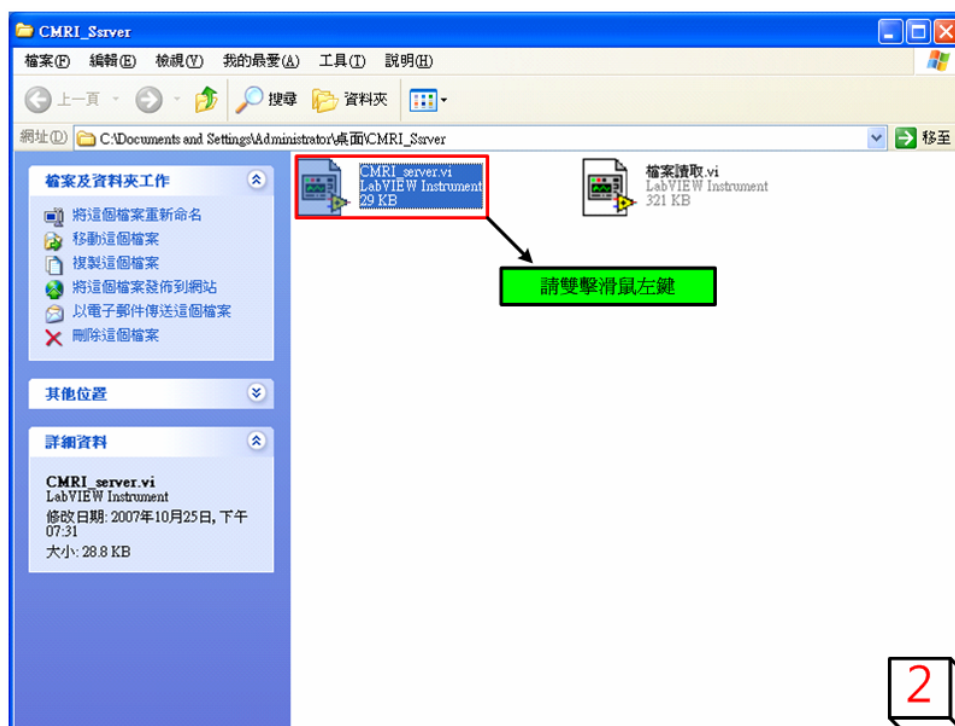 CMRI_Ssrver
檔案(F) 編輯(E) 檢視(V) 我的最愛(A) 工具(T) 說明(H)
上一頁 搜尋 資料夾
網址(D) C:\Documents and Settings\Administrator\桌面\CMRI_Ssrver 移至
檔案及資料夾工作
將這個檔案重新命名
移動這個檔案
複製這個檔案
將這個檔案發佈到網站
以電子郵件傳送這個檔案
刪除這個檔案
其他位置
詳細資料
CMRI_server.vi
LabVIEW Instrument
修改日期: 2007年10月25日, 下午
07:31
大小: 28.8 KB
CMRI_server.vi
LabVIEW Instrument
29 KB
檔案讀取.vi
LabVIEW Instrument
321 KB
請雙擊滑鼠左鍵
2